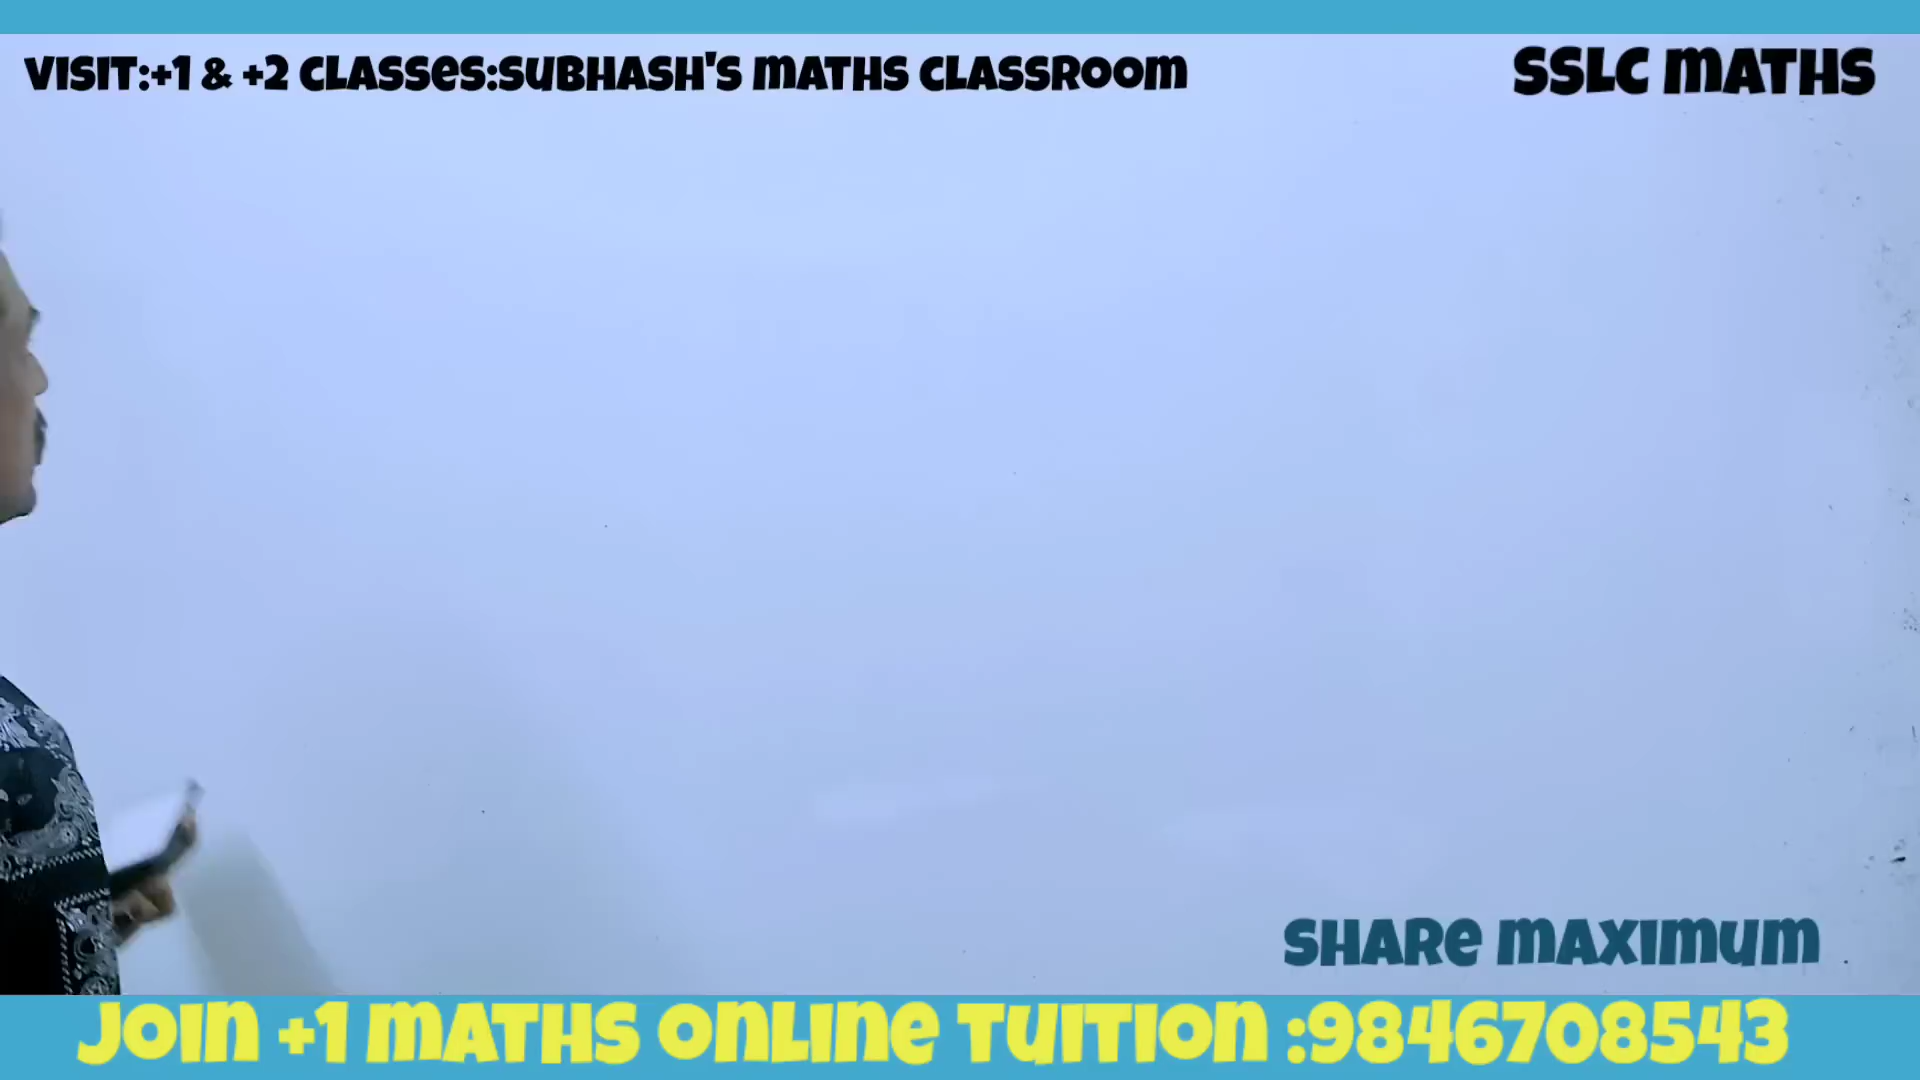 VISIT:+1 & +2 CLASSES:SUBHASH'S MATHS CLASSROOM
SSLC MATHS
SHARE MAXIMUM
JOIN +1 MATHS ONLINE TUITION :9846708543